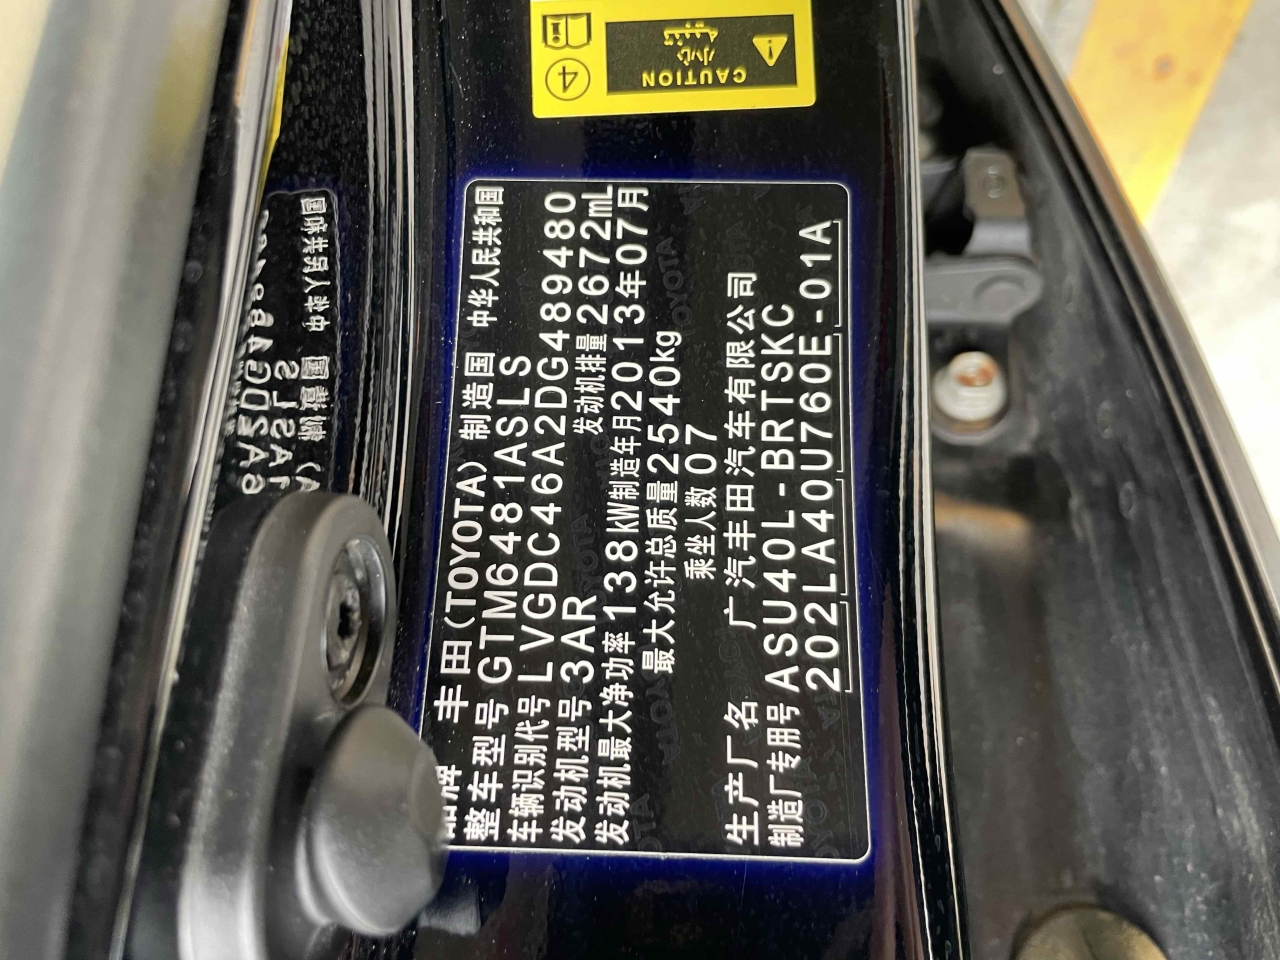 CAUTION
小心
4
品牌 丰田(TOYOTA) 制造国 中华人民共和国
整车型号 GTM6481ASLS
车辆识别代号 LVGDC46A2DG489480
发动机型号 3AR 发动机排量 2672mL
发动机最大净功率 138kW 制造年月 2013年07月
最大允许总质量 2540kg
乘坐人数 07
生产厂名 广汽丰田汽车有限公司
制造厂专用号 ASU40L-BRTSKC
202LA40U760E-01A